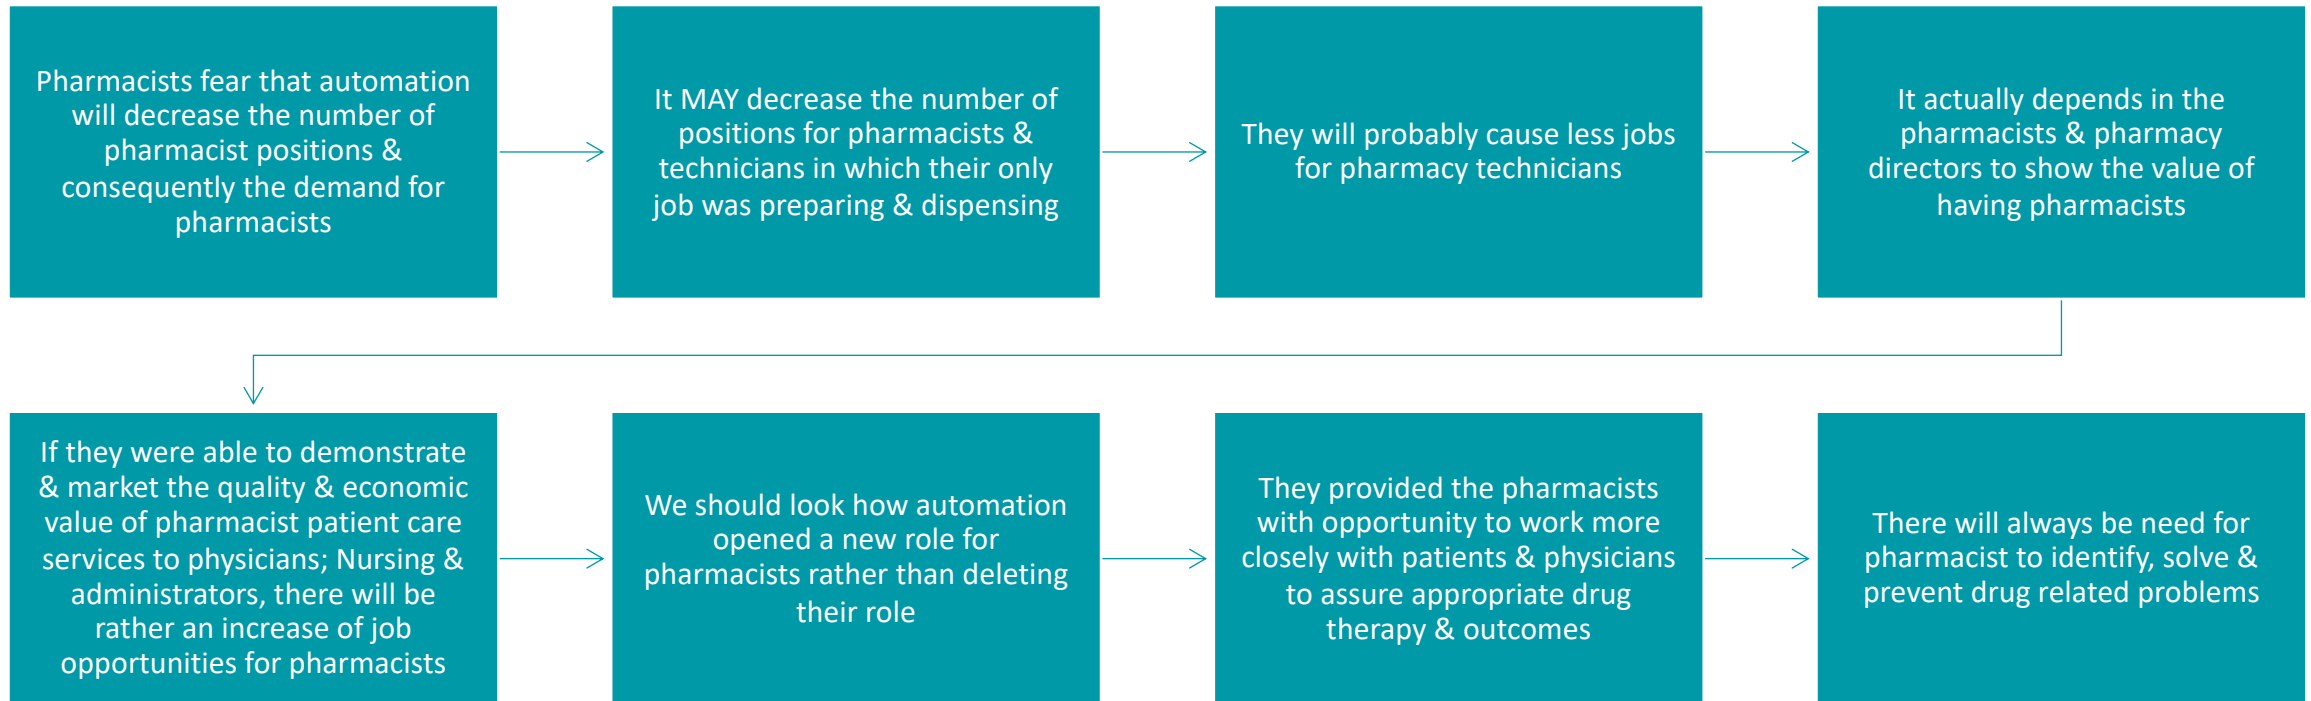 Pharmacists fear that automation
will decrease the number of
pharmacist positions &
consequently the demand for
pharmacists
It MAY decrease the number of
positions for pharmacists &
technicians in which their only
job was preparing & dispensing
They will probably cause less jobs
for pharmacy technicians
It actually depends in the
pharmacists & pharmacy
directors to show the value of
having pharmacists
If they were able to demonstrate
& market the quality & economic
value of pharmacist patient care
services to physicians; Nursing &
administrators, there will be
rather an increase of job
opportunities for pharmacists
We should look how automation
opened a new role for
pharmacists rather than deleting
their role
They provided the pharmacists
with opportunity to work more
closely with patients & physicians
to assure appropriate drug
therapy & outcomes
There will always be need for
pharmacist to identify, solve &
prevent drug related problems